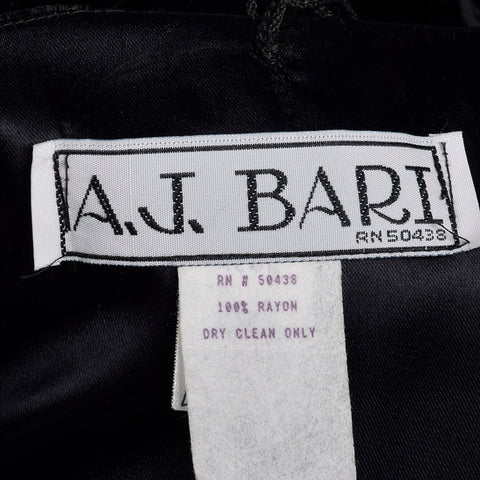 A.J. BARI
RN 50438
RN # 50438
100% RAYON
DRY CLEAN ONLY